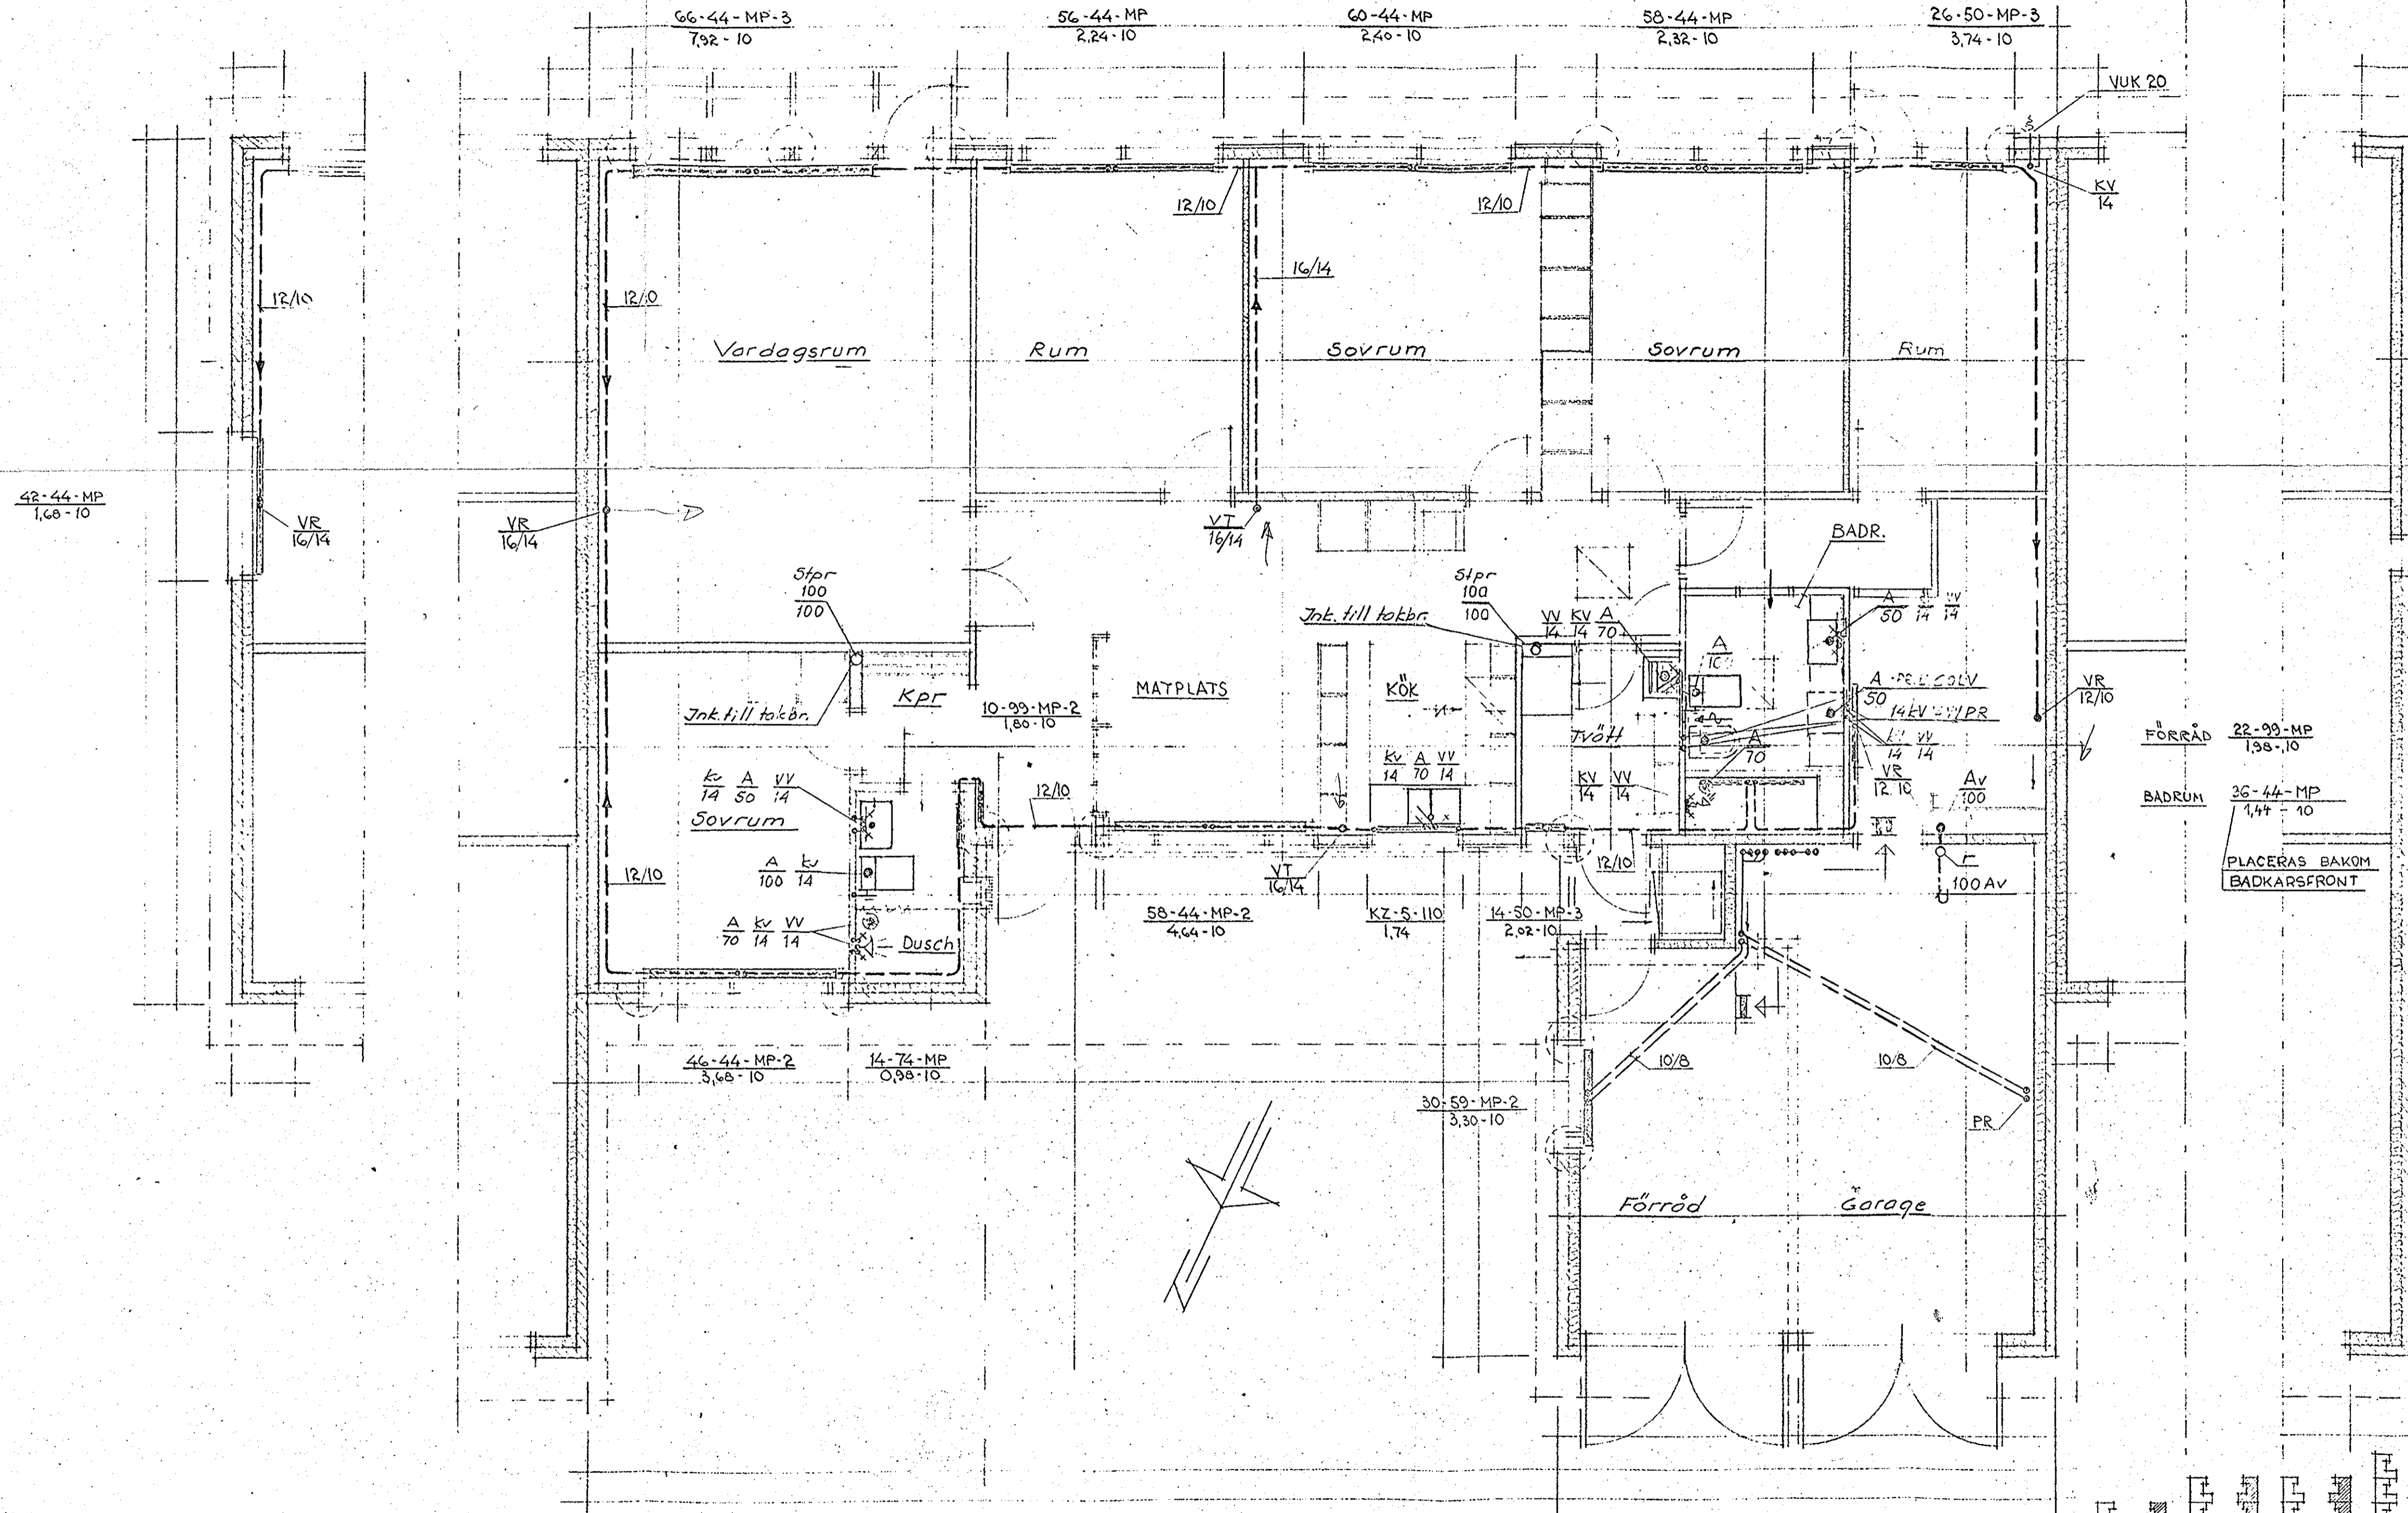 66-44-MP-3
7,92-10
56-44-MP
2,24-10
60-44-MP
2,40-10
58-44-MP
2,32-10
26-50-MP-3
3,74-10
VUK 20
KV
14
12/10
12/10
16/14
12/10
12/10
Vardagsrum
Rum
Sovrum
Sovrum
Rum
42-44-MP
1,68-10
VR
16/14
VR
16/14
VT
16/14
BADR.
Stpr
100
100
Stpr
100
100
Ink. till takbr.
VV KV A
14 14 70
A
50 14 VV
14
A
MATPLATS
KÖK
Kpr
Ink. till takbr.
10-99-MP-2
1,80-10
A
50
VR
12/10
Tvätt
A
70
VV
14 14
FÖRRÅD 22-99-MP
1,98-10
KV A VV
14 70 14
KV VV
14 14
VR
12/10
AV
100
BADRUM 36-44-MP
1,44-10
PLACERAS BAKOM
BADKARSFRONT
KV A VV
14 50 14
Sovrum
12/10
12/10
A KV
100 14
12/10
VT
16/14
r
100 AV
A KV VV
70 14 14
Dusch
58-44-MP-2
4,64-10
KZ-5-110
1,74
14-50-MP-3
2,02-10
46-44-MP-2
3,68-10
14-74-MP
0,98-10
10/8
10/8
30-59-MP-2
3,30-10
PR
Förråd
Garage